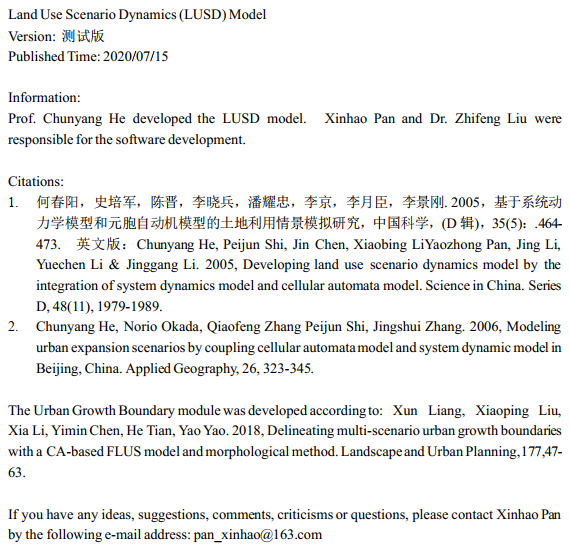 Land Use Scenario Dynamics (LUSD) Model
Version: 测试版
Published Time: 2020/07/15
Information:
Prof. Chunyang He developed the LUSD model. Xinhao Pan and Dr. Zhifeng Liu were
responsible for the software development.
Citations:
1. 何春阳，史培军，陈晋，李晓兵，潘耀忠，李京，李月臣，李景刚. 2005，基于系统动
力学模型和元胞自动机模型的土地利用情景模拟研究，中国科学，(D 辑)，35(5)：.464-
473. 英文版：Chunyang He, Peijun Shi, Jin Chen, Xiaobing LiYaozhong Pan, Jing Li,
Yuechen Li & Jinggang Li. 2005, Developing land use scenario dynamics model by the
integration of system dynamics model and cellular automata model. Science in China. Series
D, 48(11), 1979-1989.
2. Chunyang He, Norio Okada, Qiaofeng Zhang Peijun Shi, Jingshui Zhang. 2006, Modeling
urban expansion scenarios by coupling cellular automata model and system dynamic model in
Beijing, China. Applied Geography, 26, 323-345.
The Urban Growth Boundary module was developed according to: Xun Liang, Xiaoping Liu,
Xia Li, Yimin Chen, He Tian, Yao Yao. 2018, Delineating multi-scenario urban growth boundaries
with a CA-based FLUS model and morphological method. Landscape and Urban Planning,177,47-
63.
If you have any ideas, suggestions, comments, criticisms or questions, please contact Xinhao Pan
by the following e-mail address: pan_xinhao@163.com